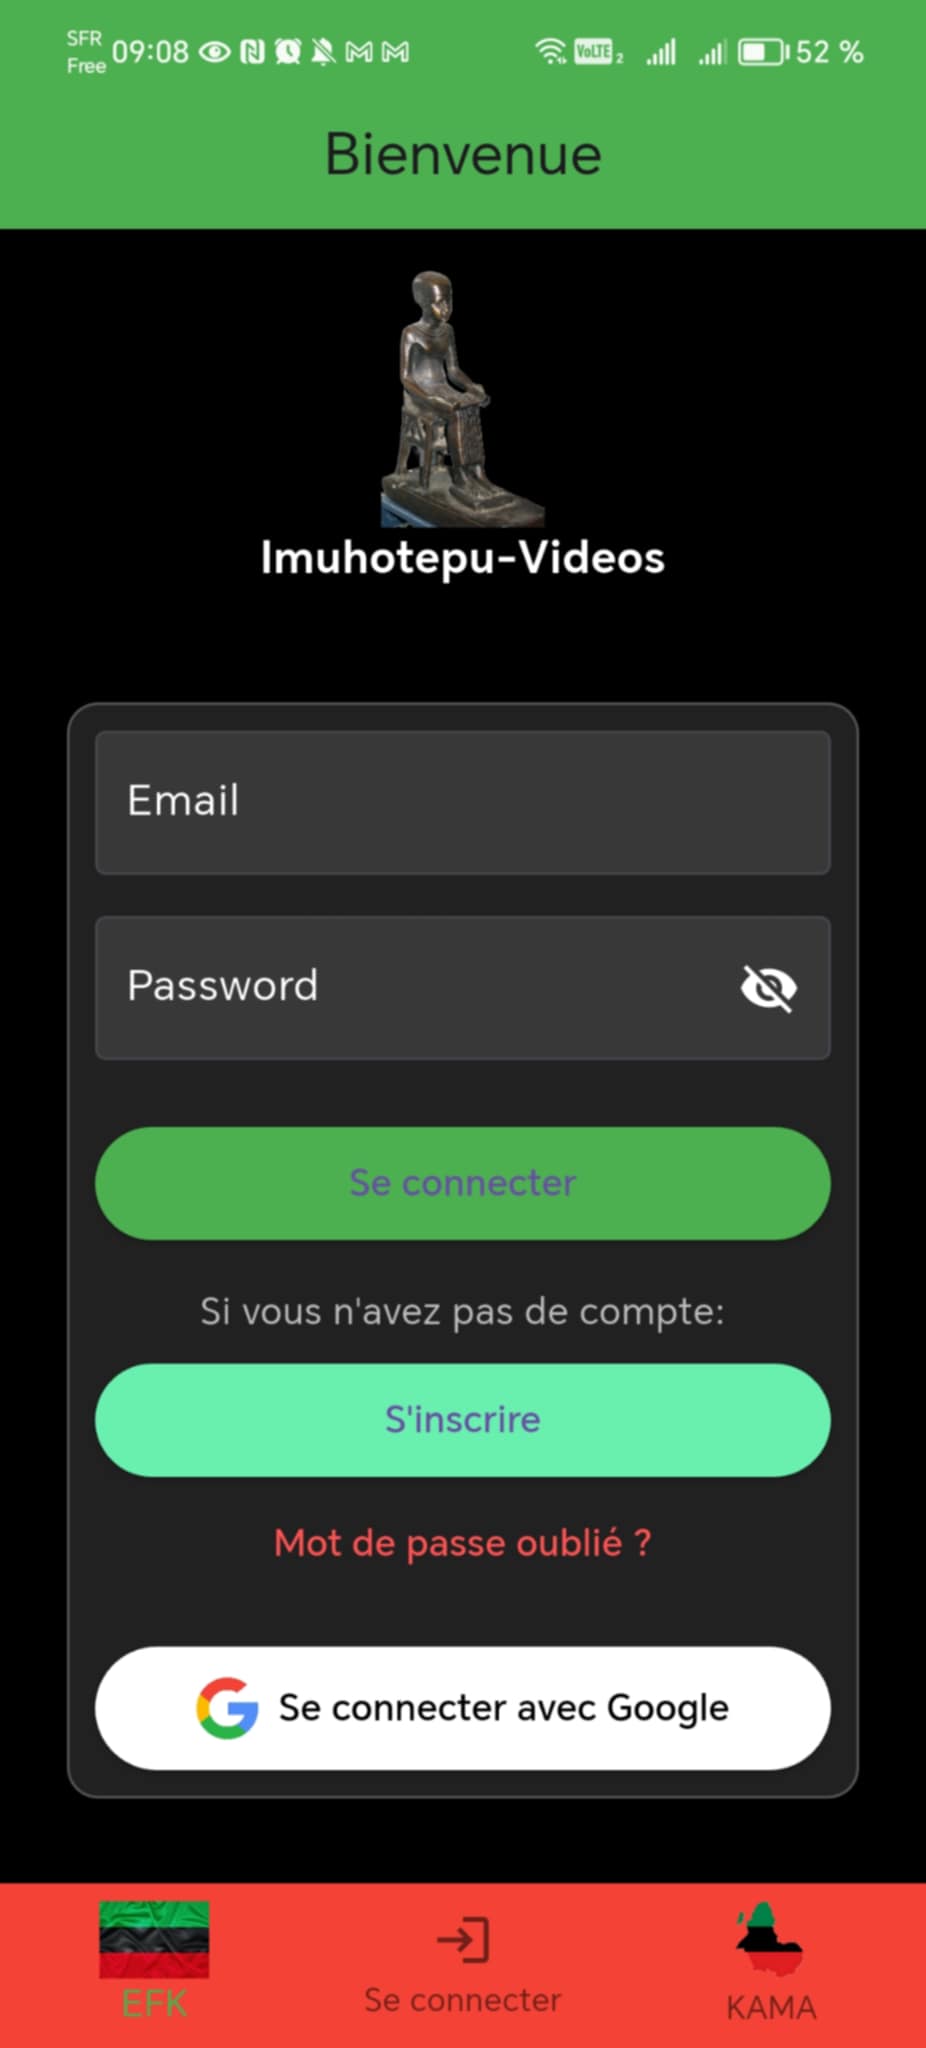 SFR
Free
09:08
VoLTE 2
52 %
Bienvenue
Imuhotepu-Videos
Email
Password
Se connecter
Si vous n'avez pas de compte:
S'inscrire
Mot de passe oublié ?
Se connecter avec Google
EFK
Se connecter
KAMA